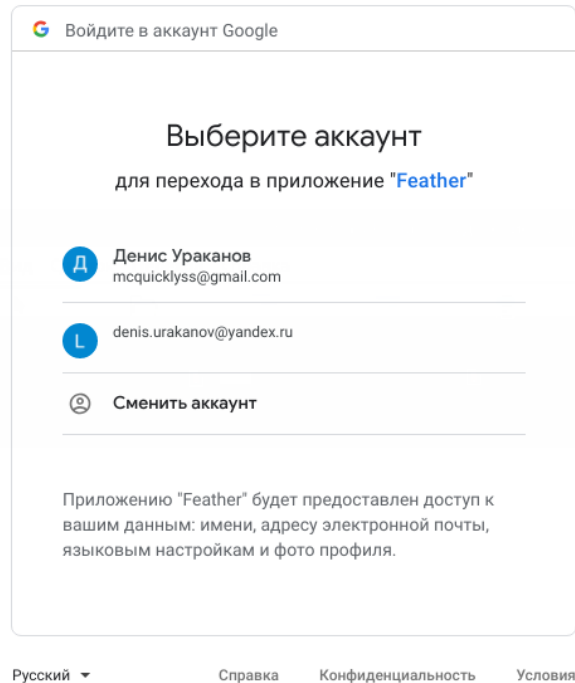 Войдите в аккаунт Google
Выберите аккаунт
для перехода в приложение "Feather"
Д
Денис Ураканов
mcquicklyss@gmail.com
L
denis.urakanov@yandex.ru
Сменить аккаунт
Приложению "Feather" будет предоставлен доступ к
вашим данным: имени, адресу электронной почты,
языковым настройкам и фото профиля.
Русский Справка Конфиденциальность Условия